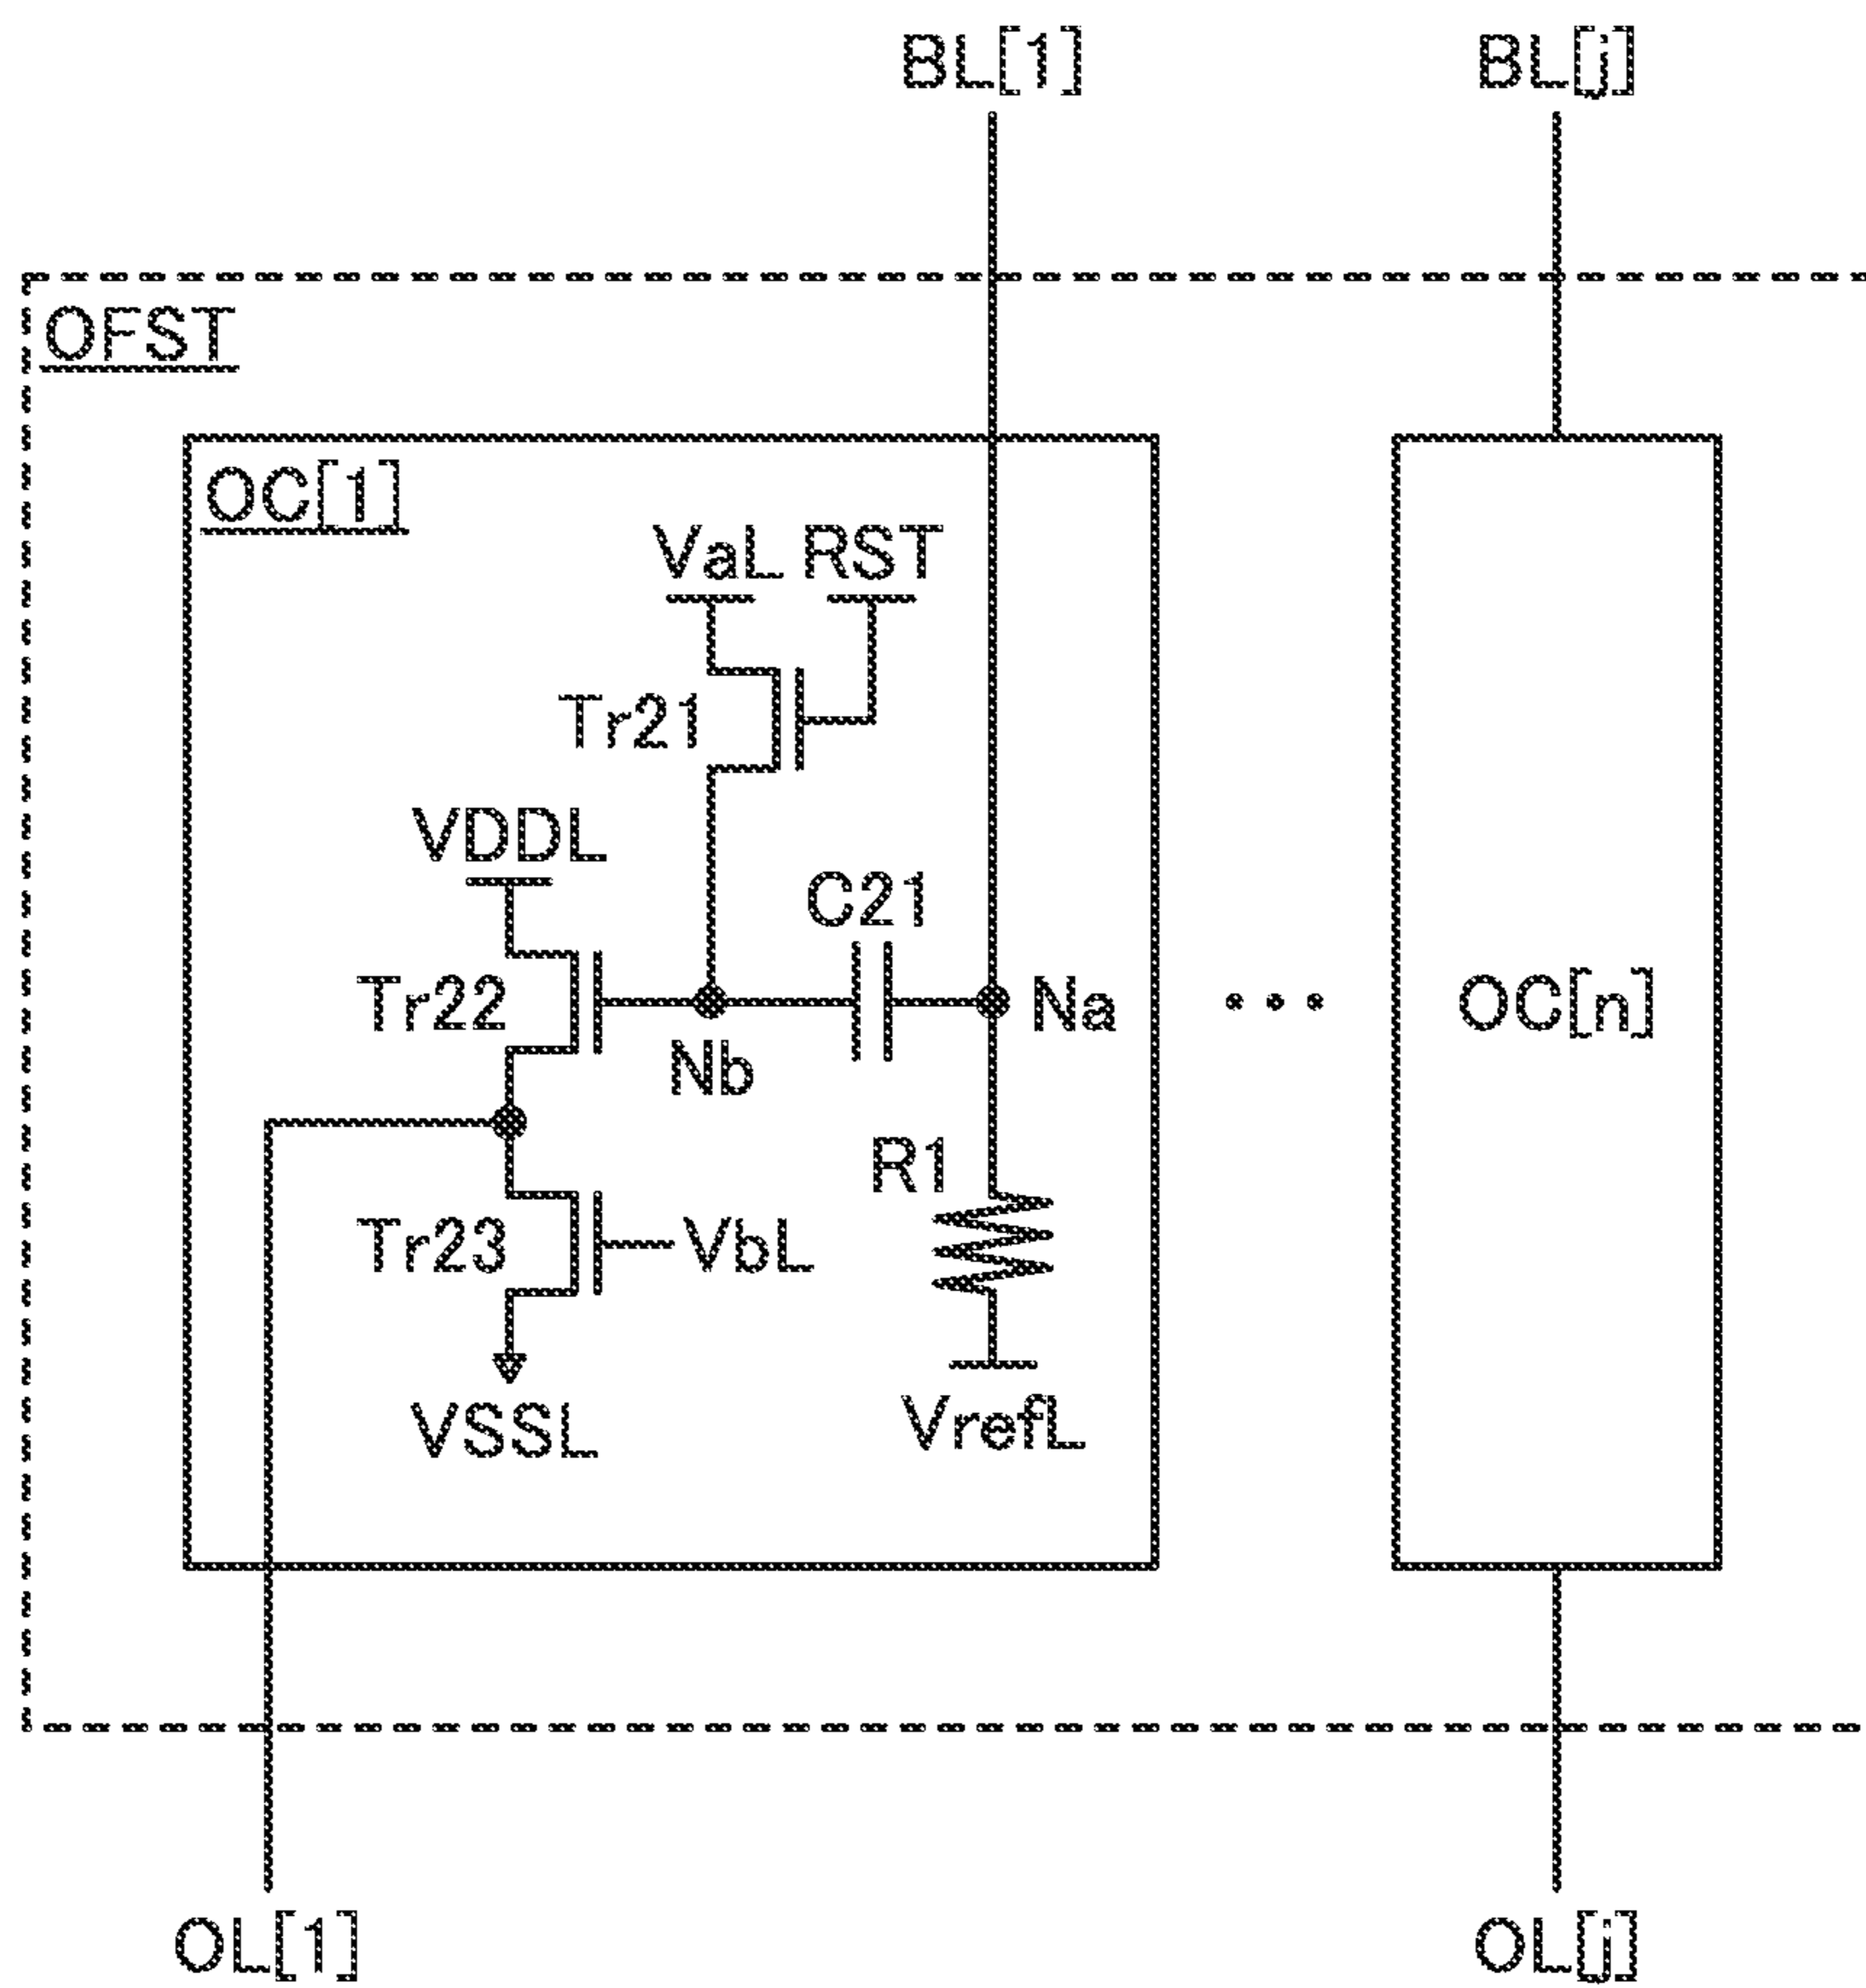 BL[1] BL[j]
OFST
OC[1]
VaL RST
Tr21
VDDL
C21
Tr22 Na ••• OC[n]
Nb
R1
Tr23 VbL
VSSL VrefL
OL[1] OL[j]